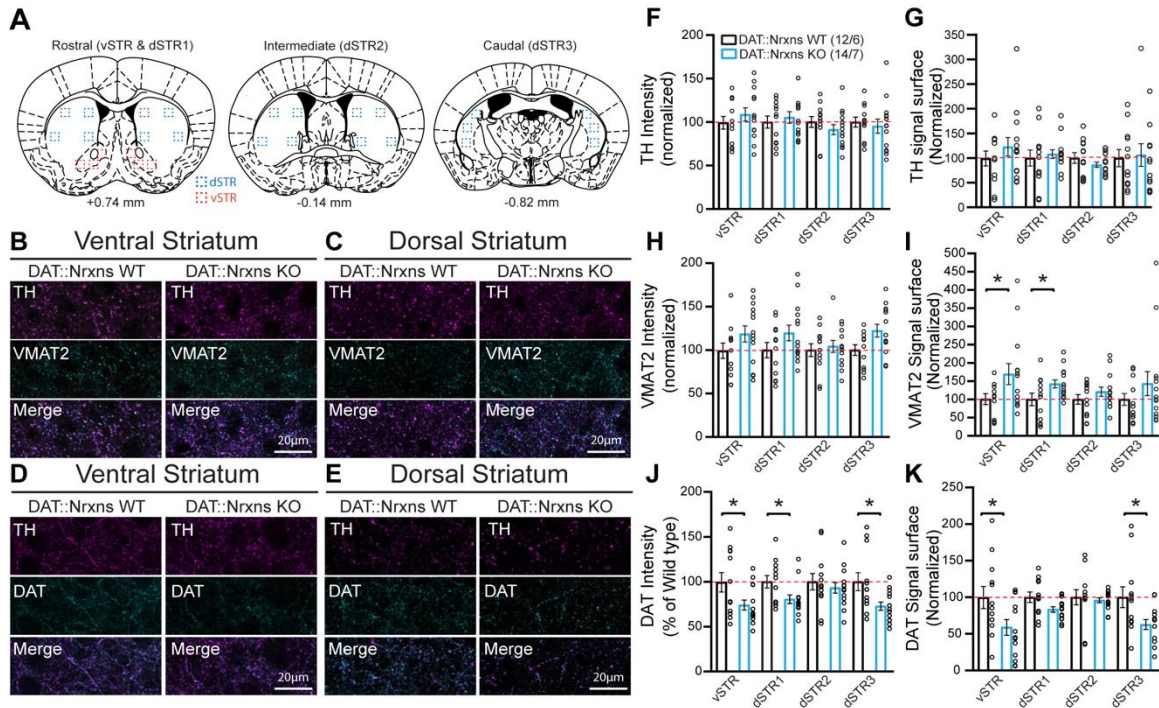 A
Rostral (vSTR & dSTR1)
Intermediate (dSTR2)
Caudal (dSTR3)
dSTR
vSTR
+0.74 mm
-0.14 mm
-0.82 mm
B Ventral Striatum
DAT::Nrxns WT DAT::Nrxns KO
TH TH
VMAT2
Merge Merge
20µm
C Dorsal Striatum
DAT::Nrxns WT DAT::Nrxns KO
TH TH
Merge
20µm
D Ventral Striatum
DAT::Nrxns WT DAT::Nrxns KO
TH TH
DAT DAT
Merge Merge
20µm
E Dorsal Striatum
DAT::Nrxns WT DAT::Nrxns KO
TH TH
DAT DAT
Merge Merge
20µm
F
TH Intensity
(normalized)
200
150
100
50
0
DAT::Nrxns WT (12/6)
DAT::Nrxns KO (14/7)
vSTR dSTR1 dSTR2 dSTR3
G
TH signal surface
(Normalized)
350
300
250
200
150
100
50
0
vSTR dSTR1 dSTR2 dSTR3
H
VMAT2 Intensity
(normalized)
200
150
100
50
0
vSTR dSTR1 dSTR2 dSTR3
I
VMAT2 Signal surface
(Normalized)
500
450
400
350
300
250
200
150
100
50
0
* *
vSTR dSTR1 dSTR2 dSTR3
J
DAT Intensity
(% of Wild type)
200
150
100
50
0
* * *
vSTR dSTR1 dSTR2 dSTR3
K
DAT Signal surface
(Normalized)
250
200
150
100
50
0
* *
vSTR dSTR1 dSTR2 dSTR3